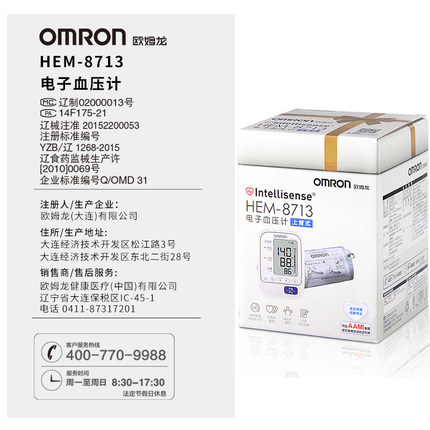 OMRON 欧姆龙
HEM-8713
电子血压计
MC 辽制02000013号
PA 14F175-21
辽械注准 20152200053
注册标准编号
YZB/辽 1268-2015
辽食药监械生产许
[2010]0069号
企业标准编号Q/OMD 31
注册人/生产企业:
欧姆龙(大连)有限公司
住所/生产地址:
大连经济技术开发区松江路3号
大连经济技术开发区东北二街28号
销售商/售后服务:
欧姆龙健康医疗(中国)有限公司
辽宁省大连保税区IC-45-1
电话 0411-87317201
客户服务热线
400-770-9988
服务时间
周一至周日 8:30-17:30
法定节假日休息
OMRON 欧姆龙
Intellisense®
HEM-8713
电子血压计 上臂式
OMRON
140
88
86
AAMI